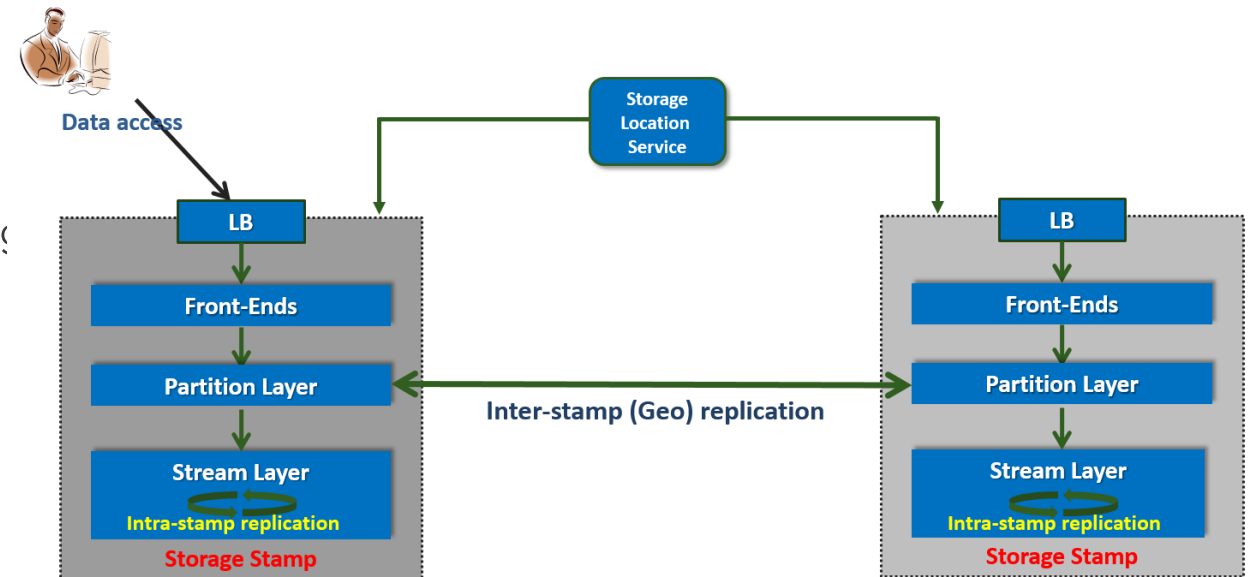 Data access
Storage
Location
Service
LB
Front-Ends
Partition Layer
Stream Layer
Intra-stamp replication
Storage Stamp
Inter-stamp (Geo) replication
LB
Front-Ends
Partition Layer
Stream Layer
Intra-stamp replication
Storage Stamp